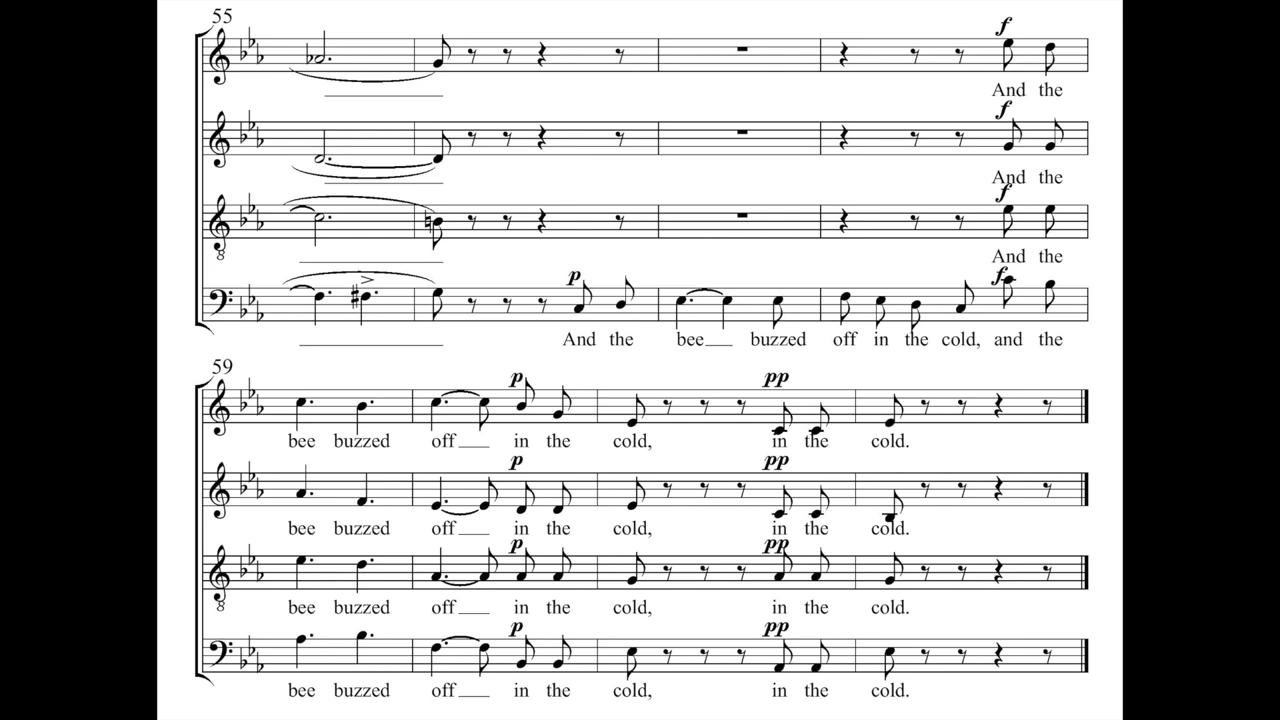 55
f
And the
f
And the
f
And the
8
p f
And the bee buzzed off in the cold, and the
59
p pp
bee buzzed off in the cold, in the cold.
p pp
bee buzzed off in the cold, in the cold.
p pp
8
bee buzzed off in the cold, in the cold.
p pp
bee buzzed off in the cold, in the cold.